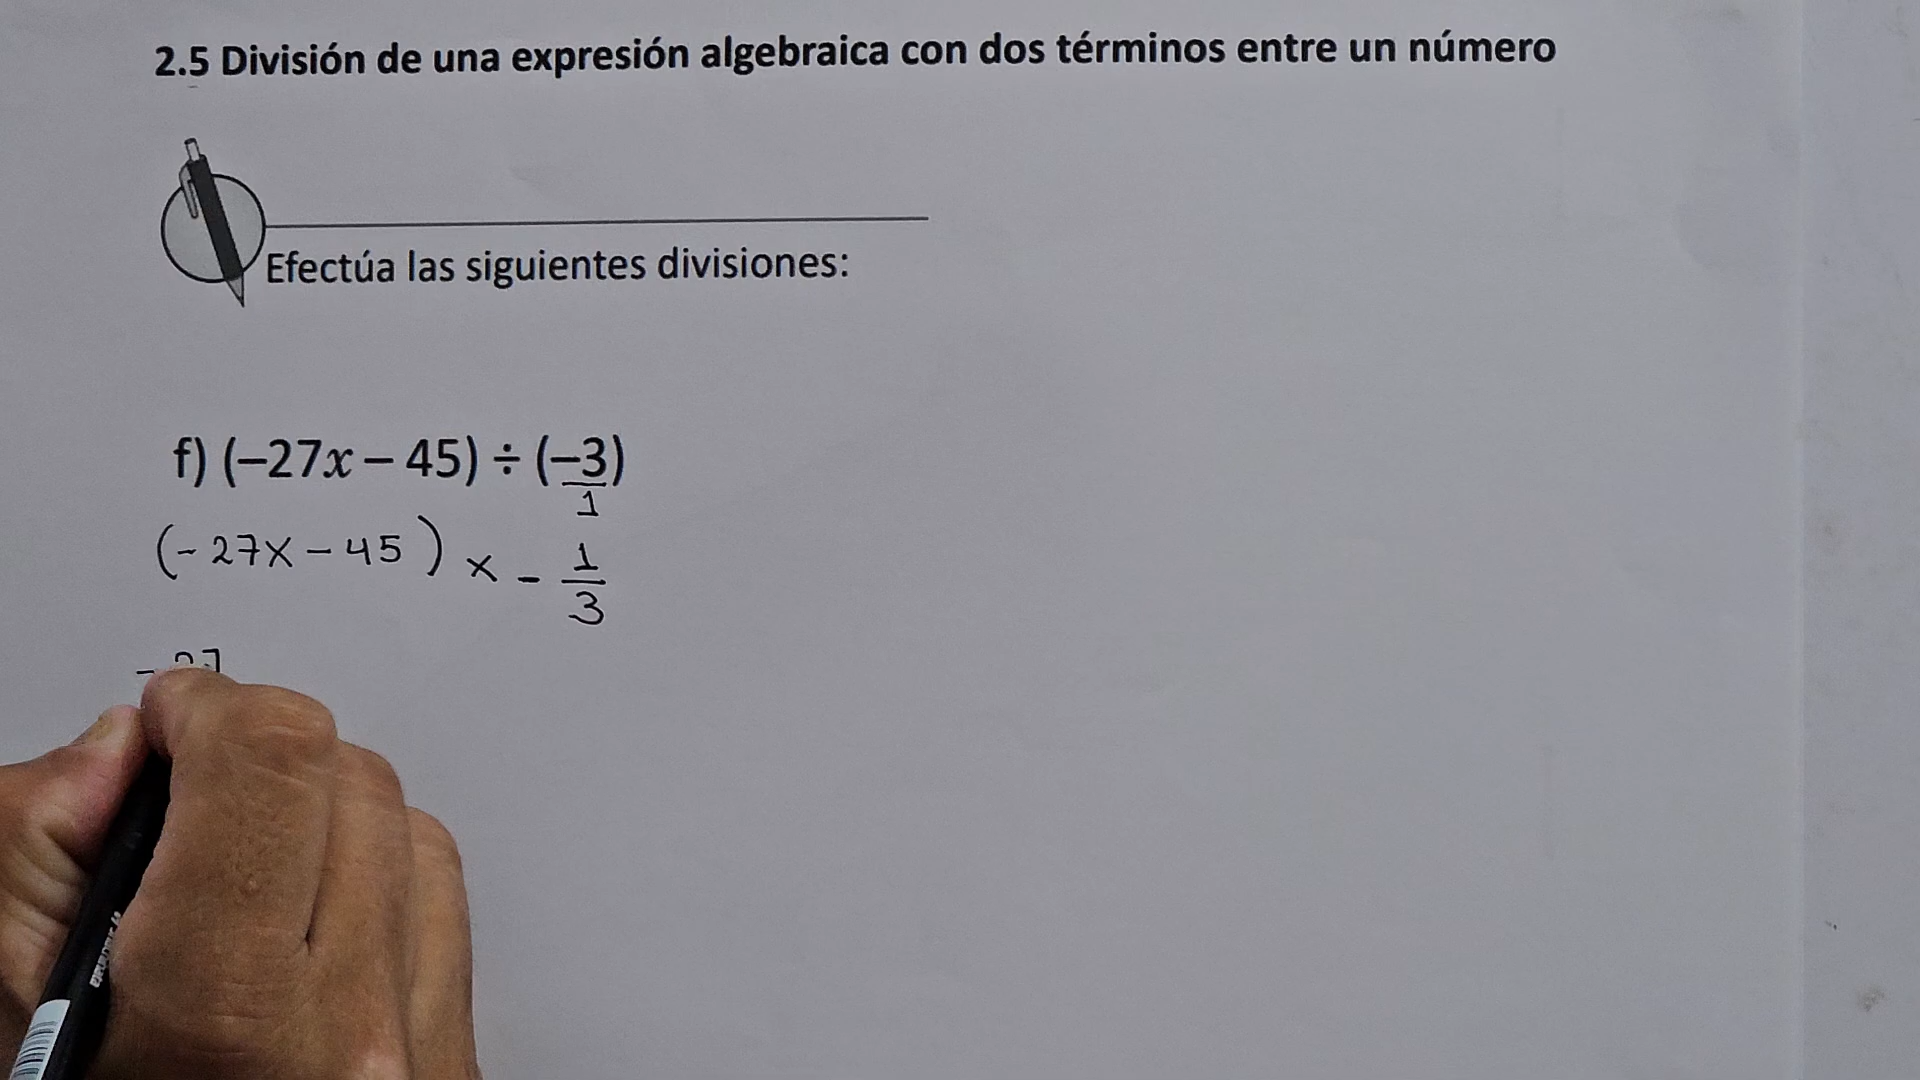 2.5 División de una expresión algebraica con dos términos entre un número
Efectúa las siguientes divisiones:
f) (–27x – 45) ÷ (–3)
1
(- 27x - 45) x - 1/3
- 27